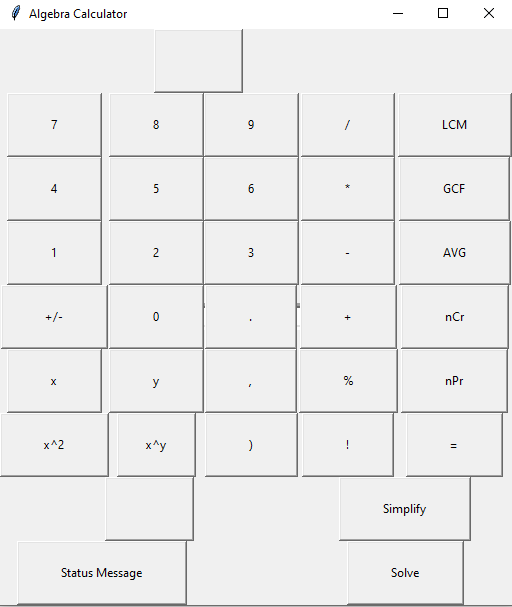 Algebra Calculator
7 8 9 / LCM
4 5 6 * GCF
1 2 3 - AVG
+/- 0 . + nCr
x y , % nPr
x^2 x^y ) ! =
Simplify
Status Message Solve